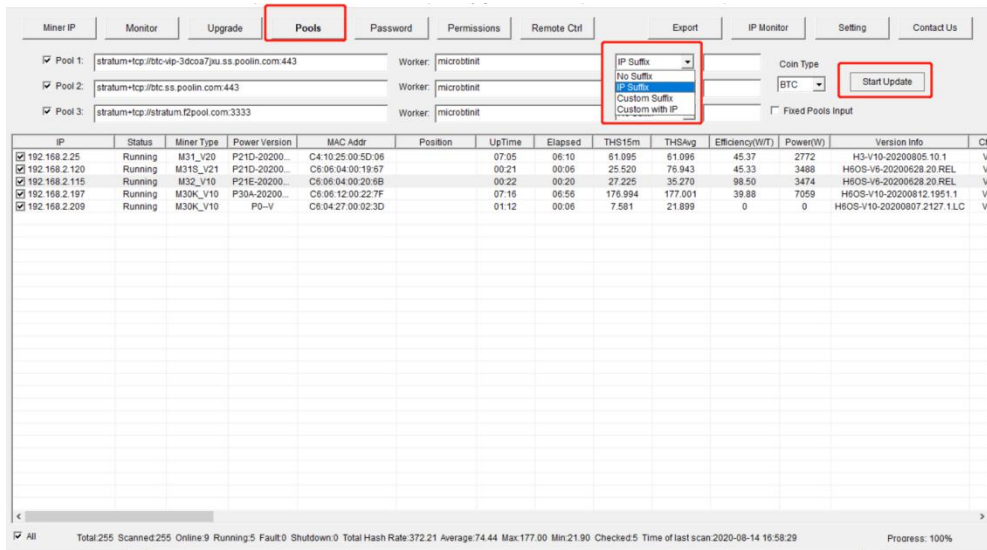 Miner IP Monitor Upgrade Pools Password Permissions Remote Ctrl Export IP Monitor Setting Contact Us
Pool 1: stratum+tcp://btc-vip-3dcoa7jxu.ss.poolin.com:443 Worker: microbtinit IP Suffix Coin Type
No Suffix
Pool 2: stratum+tcp://btc.ss.poolin.com:443 Worker: microbtinit IP Suffix BTC Start Update
Custom Suffix
Pool 3: stratum+tcp://stratum.f2pool.com:3333 Worker: microbtinit Custom with IP Fixed Pools Input
IP Status Miner Type Power Version MAC Addr Position UpTime Elapsed THS15m THSAvg Efficiency(W/T) Power(W) Version Info
192.168.2.25 Running M31_V20 P21D-20200... C4:10:25:00:5D:06 07:05 06:10 61.095 61.096 45.37 2772 H3-V10-20200805.10.1
192.168.2.120 Running M31S_V21 P21D-20200... C6:06:04:00:19:67 00:21 00:06 25.520 76.943 45.33 3488 H6OS-V6-20200628.20.REL
192.168.2.115 Running M32_V10 P21E-20200... C6:06:04:00:20:6B 00:22 00:20 27.225 35.270 98.50 3474 H6OS-V6-20200628.20.REL
192.168.2.197 Running M30K_V10 P30A-20200... C6:06:12:00:22:7F 07:16 06:56 176.994 177.001 39.88 7059 H6OS-V10-20200812.1951.1
192.168.2.209 Running M30K_V10 P0--V C6:04:27:00:02:3D 01:12 00:06 7.581 21.899 0 0 H6OS-V10-20200807.2127.1.LC
All Total:255 Scanned:255 Online:9 Running:5 Fault:0 Shutdown:0 Total Hash Rate:372.21 Average:74.44 Max:177.00 Min:21.90 Checked:5 Time of last scan:2020-08-14 16:58:29 Progress: 100%